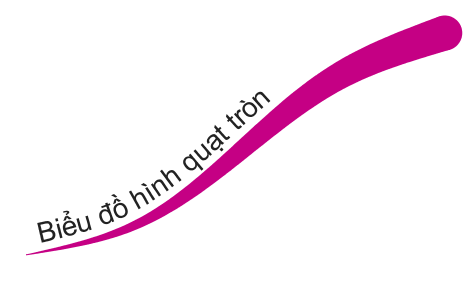 Biểu đồ hình quạt tròn